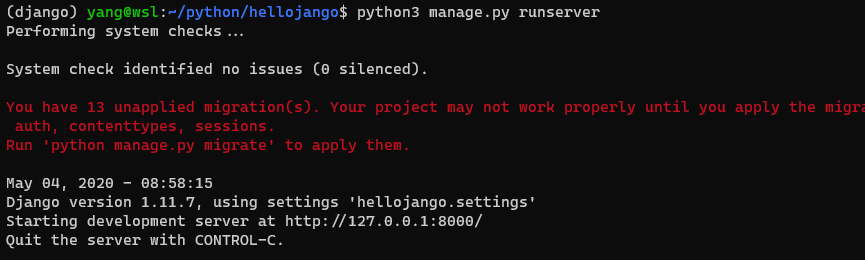 (django) yang@wsl:~/python/hellojango$ python3 manage.py runserver
Performing system checks...
System check identified no issues (0 silenced).
You have 13 unapplied migration(s). Your project may not work properly until you apply the migra
auth, contenttypes, sessions.
Run 'python manage.py migrate' to apply them.
May 04, 2020 - 08:58:15
Django version 1.11.7, using settings 'hellojango.settings'
Starting development server at http://127.0.0.1:8000/
Quit the server with CONTROL-C.